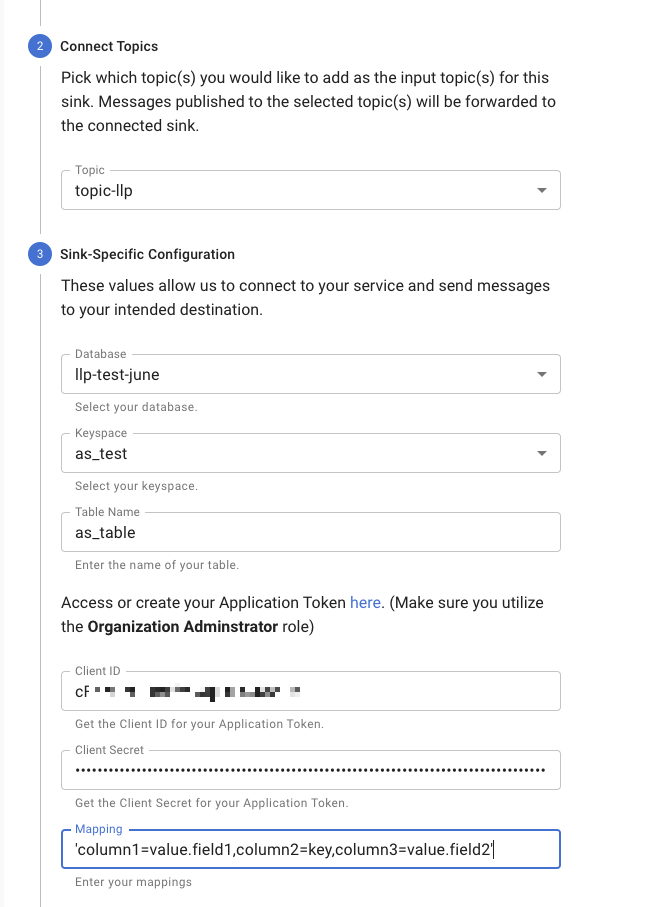 2 Connect Topics
Pick which topic(s) you would like to add as the input topic(s) for this
sink. Messages published to the selected topic(s) will be forwarded to
the connected sink.
Topic
topic-llp
3 Sink-Specific Configuration
These values allow us to connect to your service and send messages
to your intended destination.
Database
llp-test-june
Select your database.
Keyspace
as_test
Select your keyspace.
Table Name
as_table
Enter the name of your table.
Access or create your Application Token here. (Make sure you utilize
the Organization Adminstrator role)
Client ID
Get the Client ID for your Application Token.
Client Secret
Get the Client Secret for your Application Token.
Mapping
'column1=value.field1,column2=key,column3=value.field2'
Enter your mappings